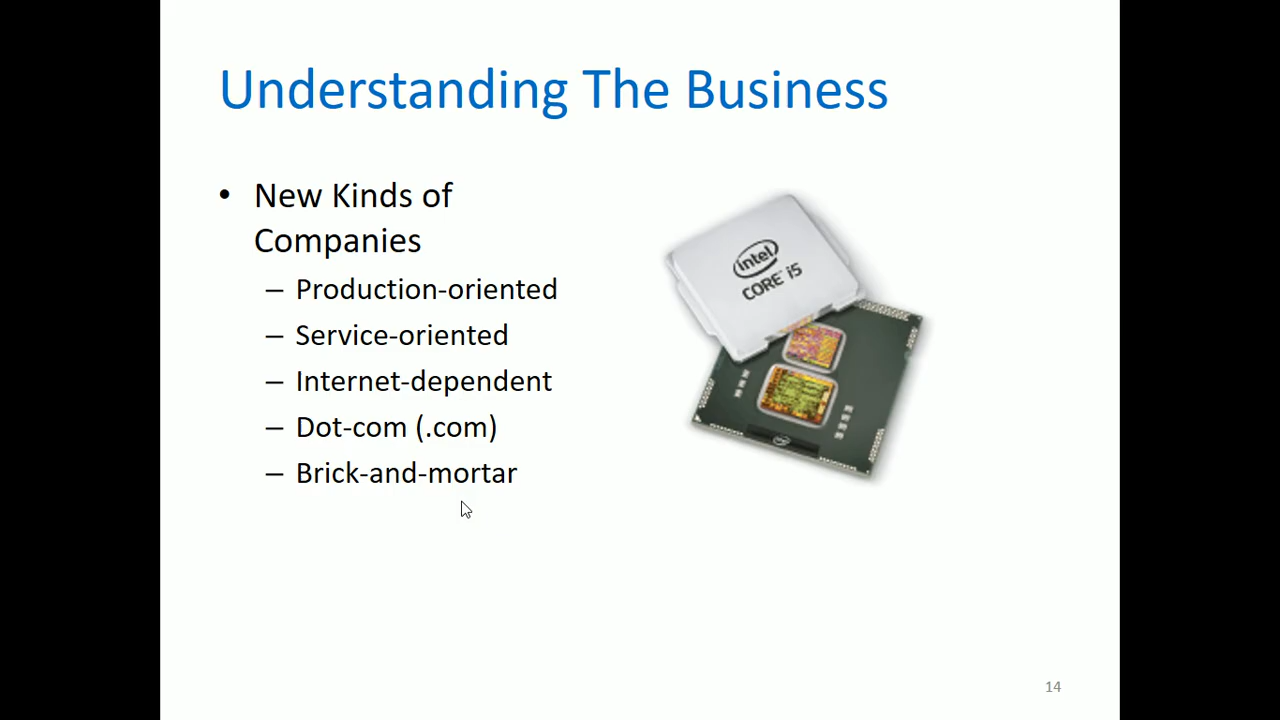 Understanding The Business
• New Kinds of
Companies
– Production-oriented
– Service-oriented
– Internet-dependent
– Dot-com (.com)
– Brick-and-mortar
intel
CORE™ i5
14